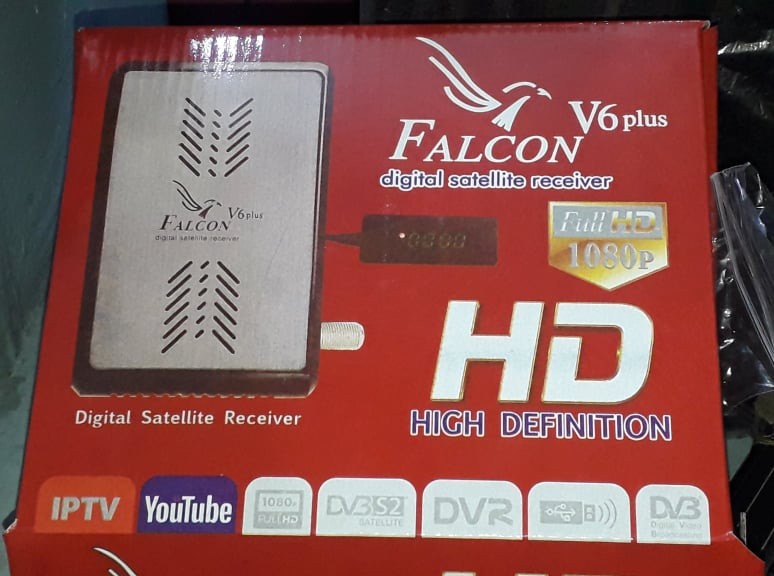 FALCON V6 plus
digital satellite receiver
FALCON V6 plus
digital satellite receiver
Full HD
1080P
HD
HIGH DEFINITION
Digital Satellite Receiver
IPTV
YouTube
1080P
FULL HD
DVB S2
SATELLITE
DVR
DVB
Digital Video
Broadcasting